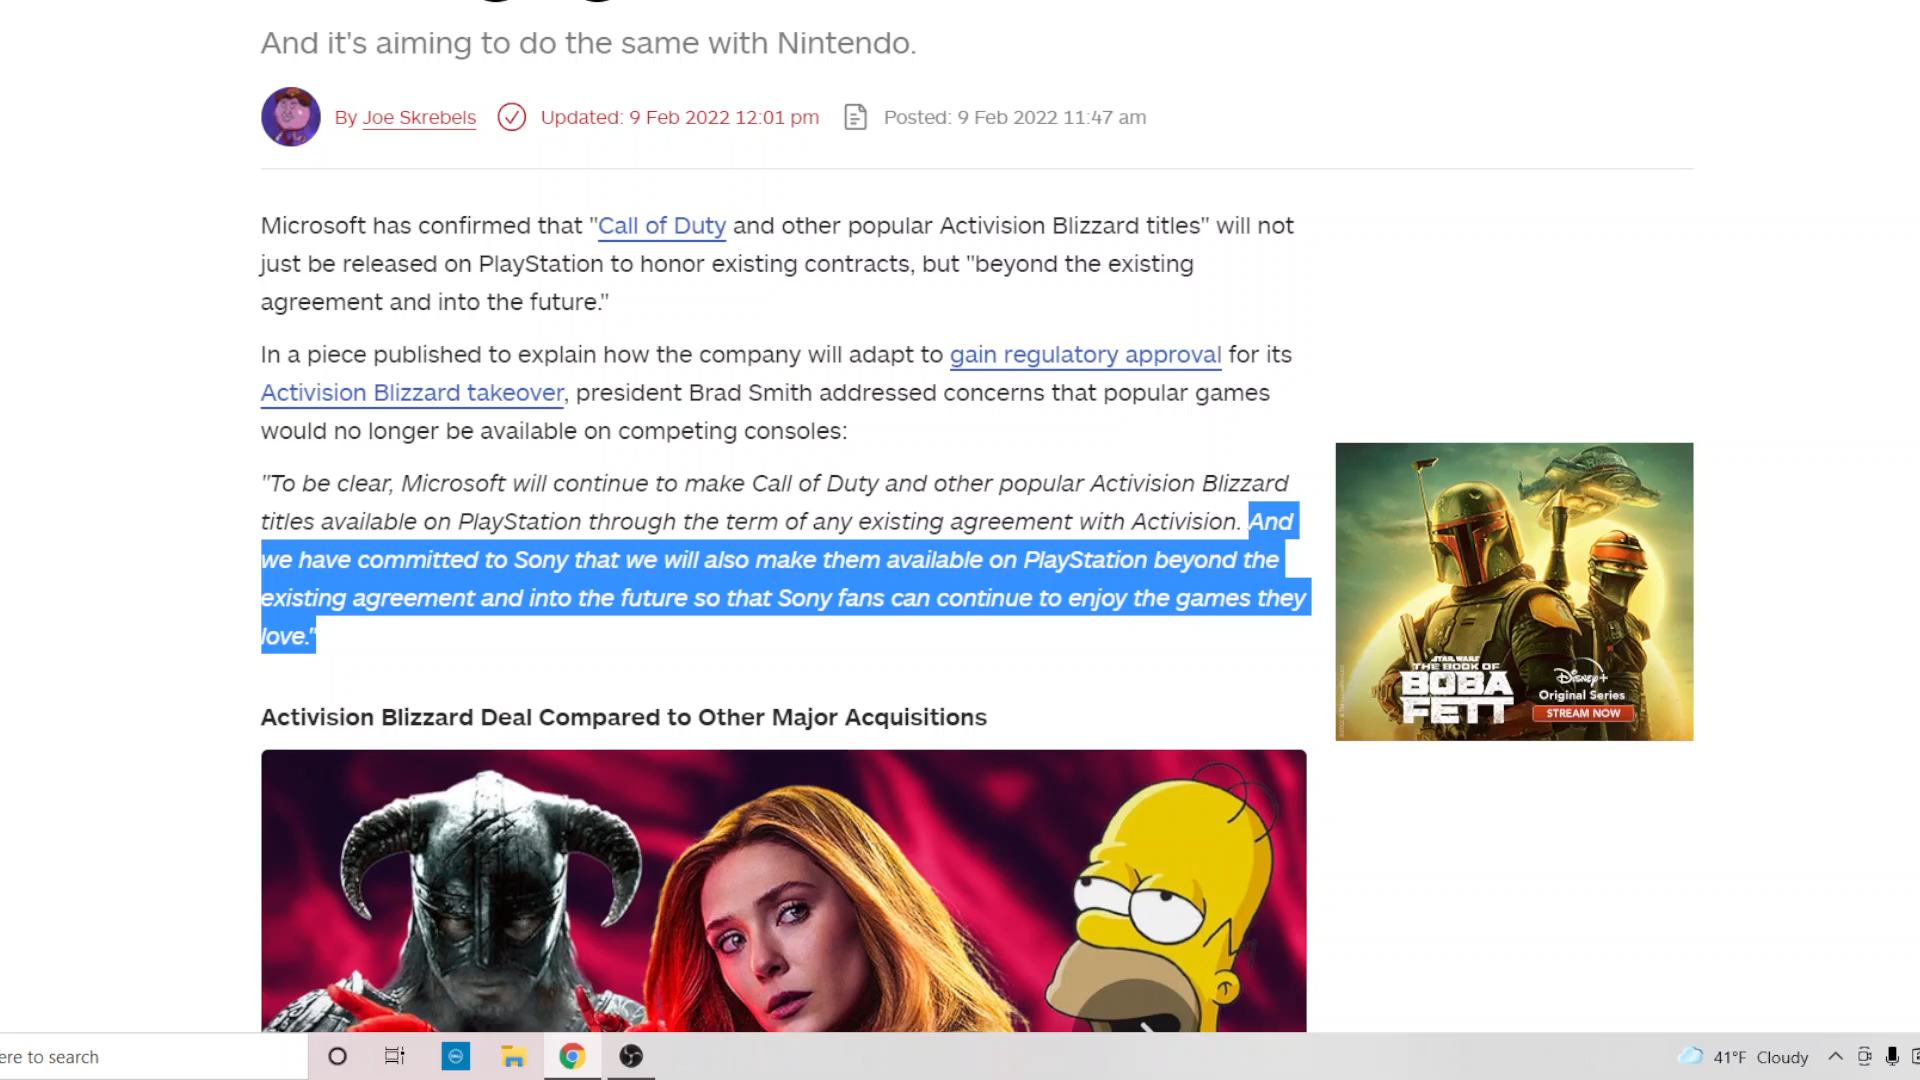 And it's aiming to do the same with Nintendo.
By Joe Skrebels Updated: 9 Feb 2022 12:01 pm Posted: 9 Feb 2022 11:47 am
Microsoft has confirmed that "Call of Duty and other popular Activision Blizzard titles" will not
just be released on PlayStation to honor existing contracts, but "beyond the existing
agreement and into the future."
In a piece published to explain how the company will adapt to gain regulatory approval for its
Activision Blizzard takeover, president Brad Smith addressed concerns that popular games
would no longer be available on competing consoles:
"To be clear, Microsoft will continue to make Call of Duty and other popular Activision Blizzard
titles available on PlayStation through the term of any existing agreement with Activision. And
we have committed to Sony that we will also make them available on PlayStation beyond the
existing agreement and into the future so that Sony fans can continue to enjoy the games they
love."
STAR WARS
THE BOOK OF
BOBA
FETT
Disney+
Original Series
STREAM NOW
Activision Blizzard Deal Compared to Other Major Acquisitions
ere to search
41°F Cloudy